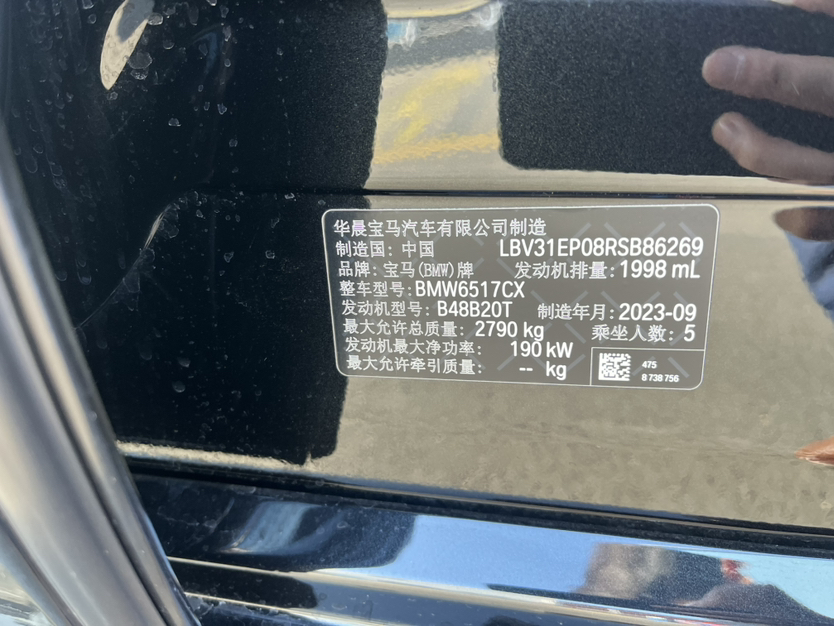 华晨宝马汽车有限公司制造
制造国: 中国 LBV31EP08RSB86269
品牌: 宝马(BMW)牌 发动机排量: 1998 mL
整车型号: BMW6517CX
发动机型号: B48B20T 制造年月: 2023-09
最大允许总质量: 2790 kg 乘坐人数: 5
发动机最大净功率: 190 kW
最大允许牵引质量: -- kg
475
8 738 756